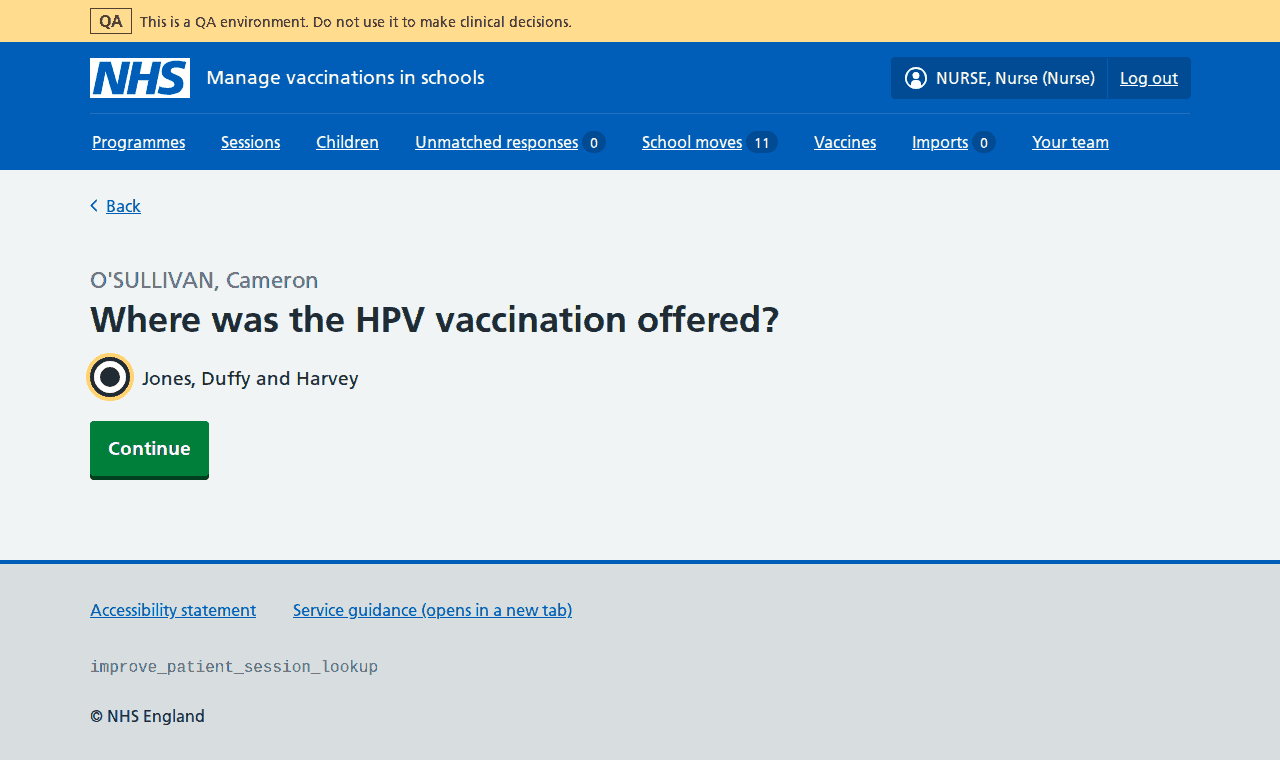 QA This is a QA environment. Do not use it to make clinical decisions.
NHS Manage vaccinations in schools NURSE, Nurse (Nurse) Log out
Programmes Sessions Children Unmatched responses 0 School moves 11 Vaccines Imports 0 Your team
Back
O'SULLIVAN, Cameron
Where was the HPV vaccination offered?
Jones, Duffy and Harvey
Continue
Accessibility statement Service guidance (opens in a new tab)
improve_patient_session_lookup
© NHS England